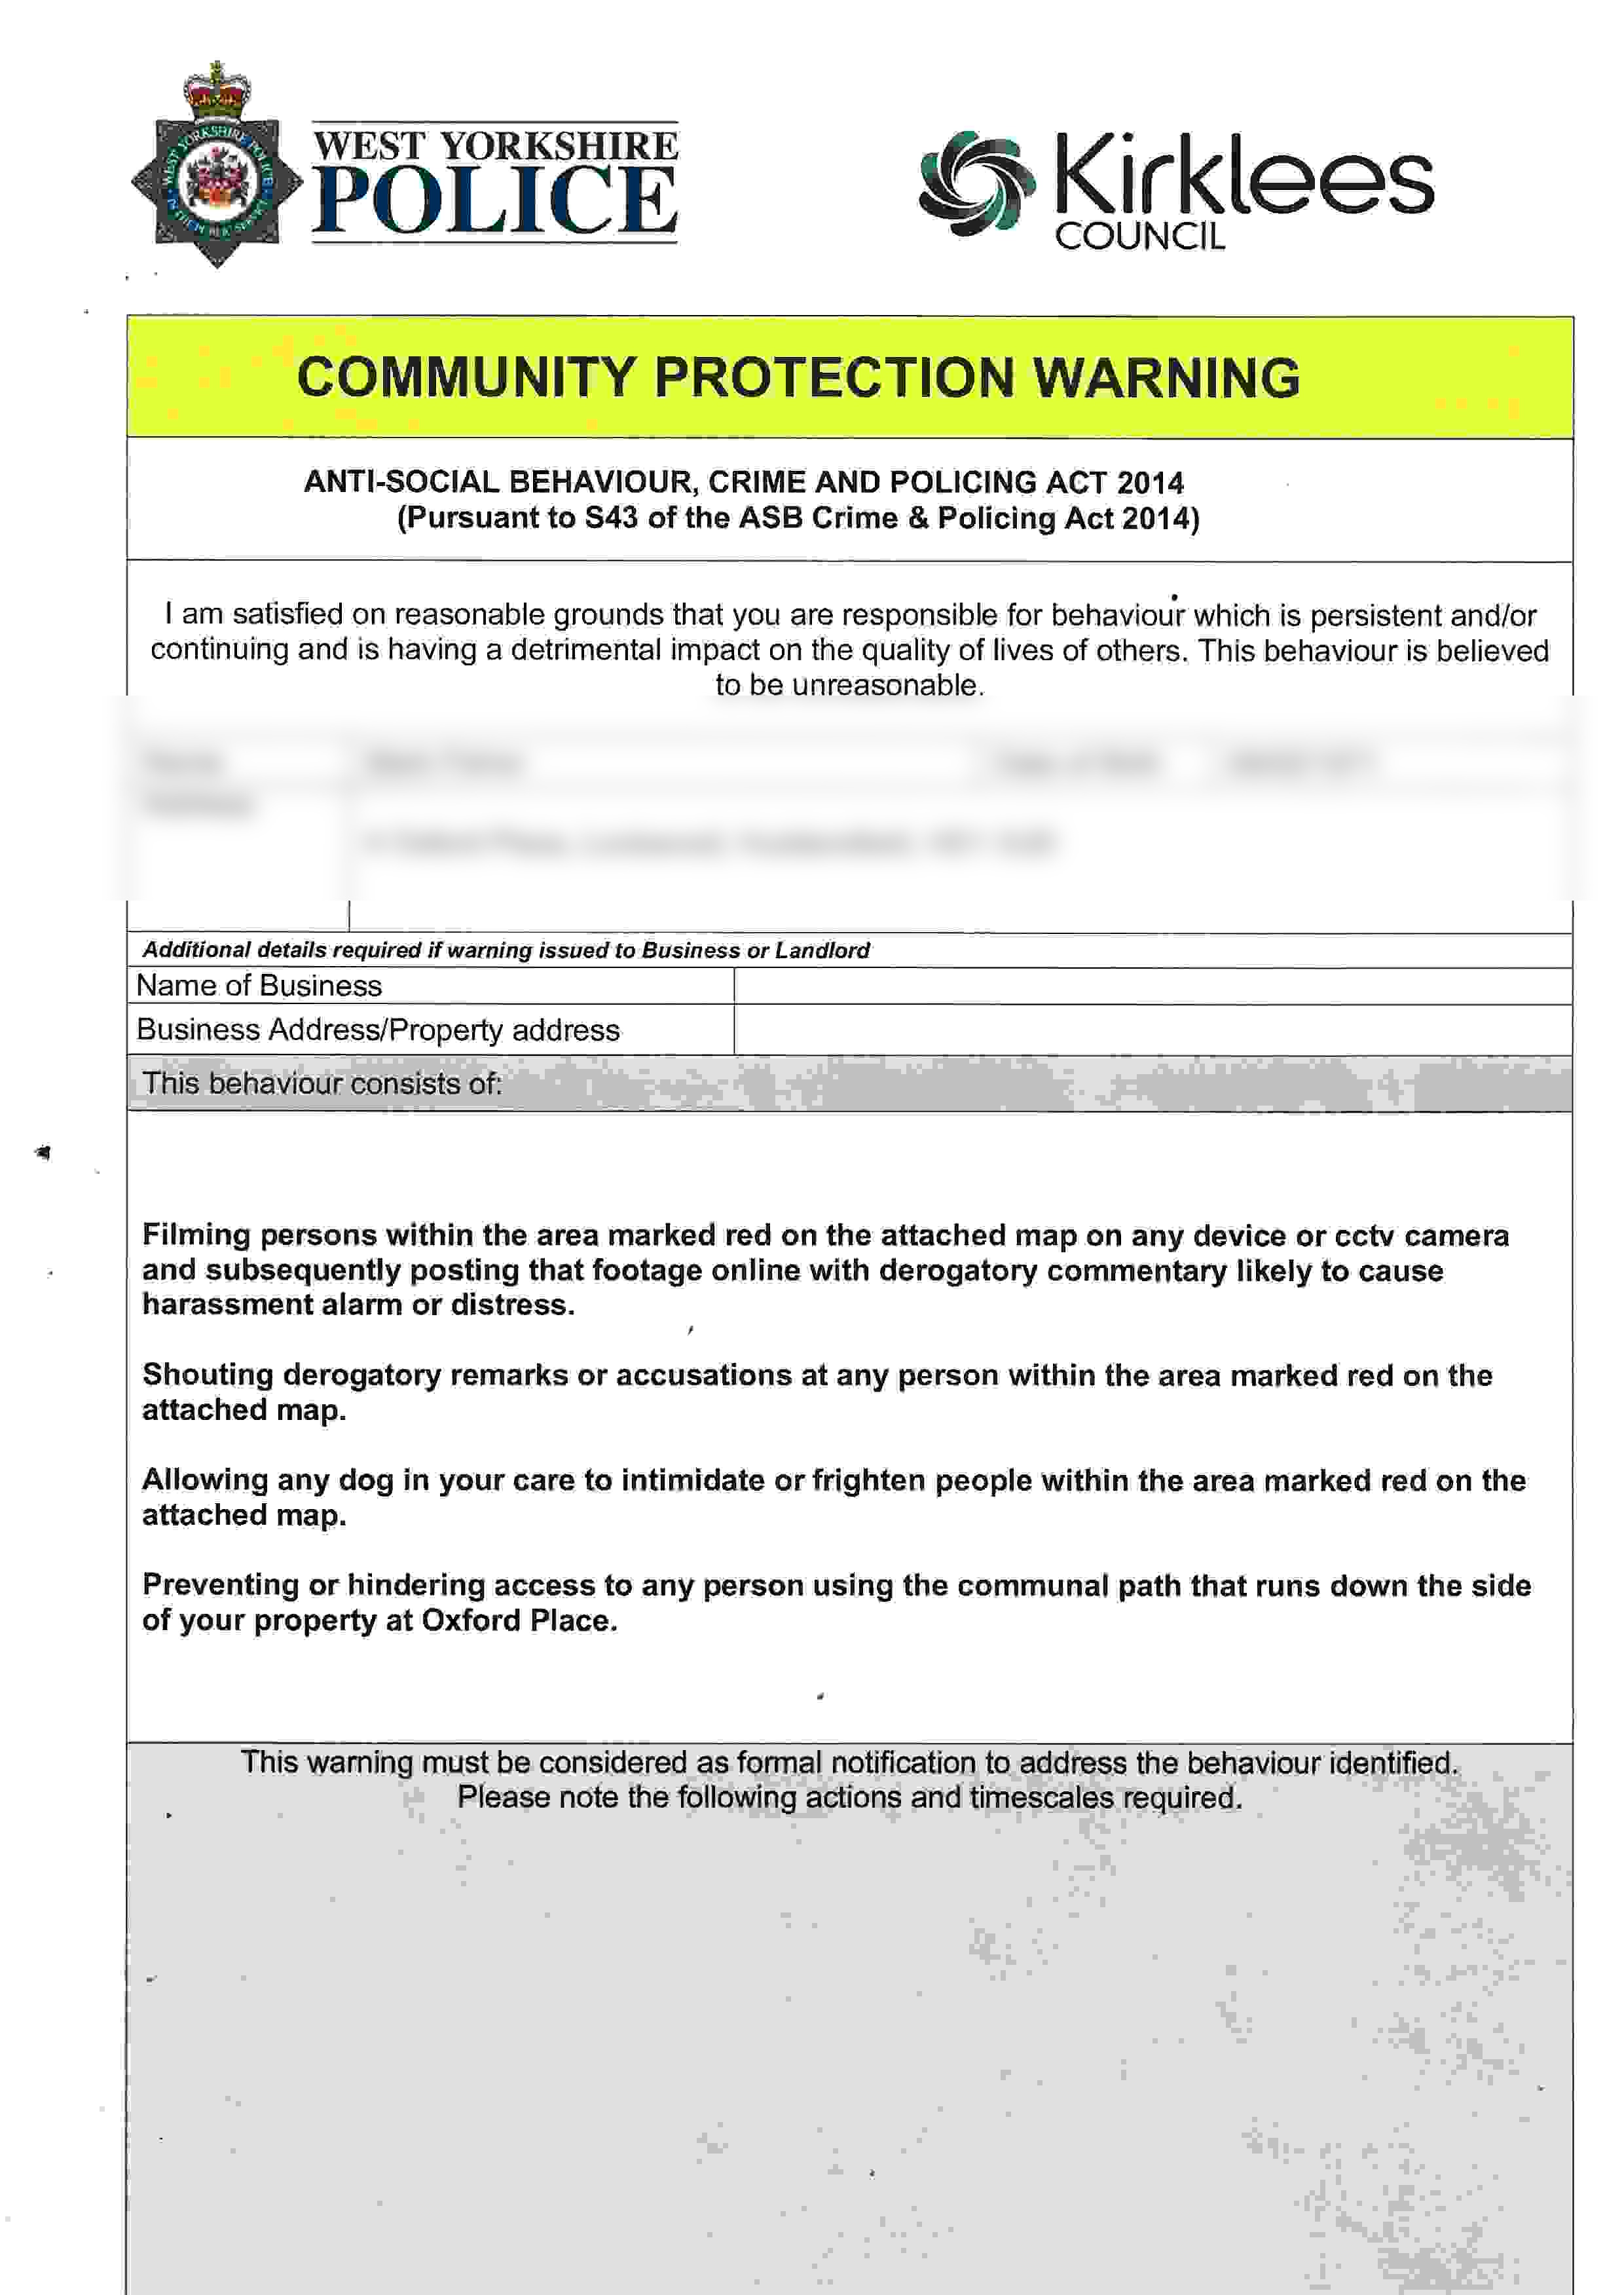 WEST YORKSHIRE POLICE
WEST YORKSHIRE
POLICE
Kirklees
COUNCIL
COMMUNITY PROTECTION WARNING
ANTI-SOCIAL BEHAVIOUR, CRIME AND POLICING ACT 2014
(Pursuant to S43 of the ASB Crime & Policing Act 2014)
I am satisfied on reasonable grounds that you are responsible for behaviour which is persistent and/or
continuing and is having a detrimental impact on the quality of lives of others. This behaviour is believed
to be unreasonable.
Additional details required if warning issued to Business or Landlord
Name of Business
Business Address/Property address
This behaviour consists of:
Filming persons within the area marked red on the attached map on any device or cctv camera
and subsequently posting that footage online with derogatory commentary likely to cause
harassment alarm or distress.
Shouting derogatory remarks or accusations at any person within the area marked red on the
attached map.
Allowing any dog in your care to intimidate or frighten people within the area marked red on the
attached map.
Preventing or hindering access to any person using the communal path that runs down the side
of your property at Oxford Place.
This warning must be considered as formal notification to address the behaviour identified.
Please note the following actions and timescales required.